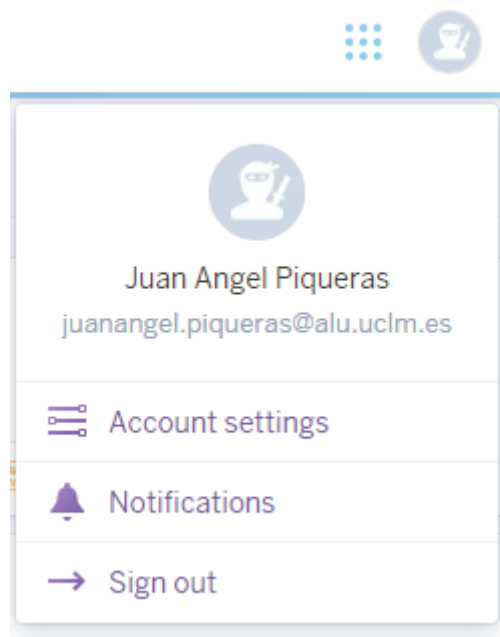 Juan Angel Piqueras
juanangel.piqueras@alu.uclm.es
Account settings
Notifications
Sign out